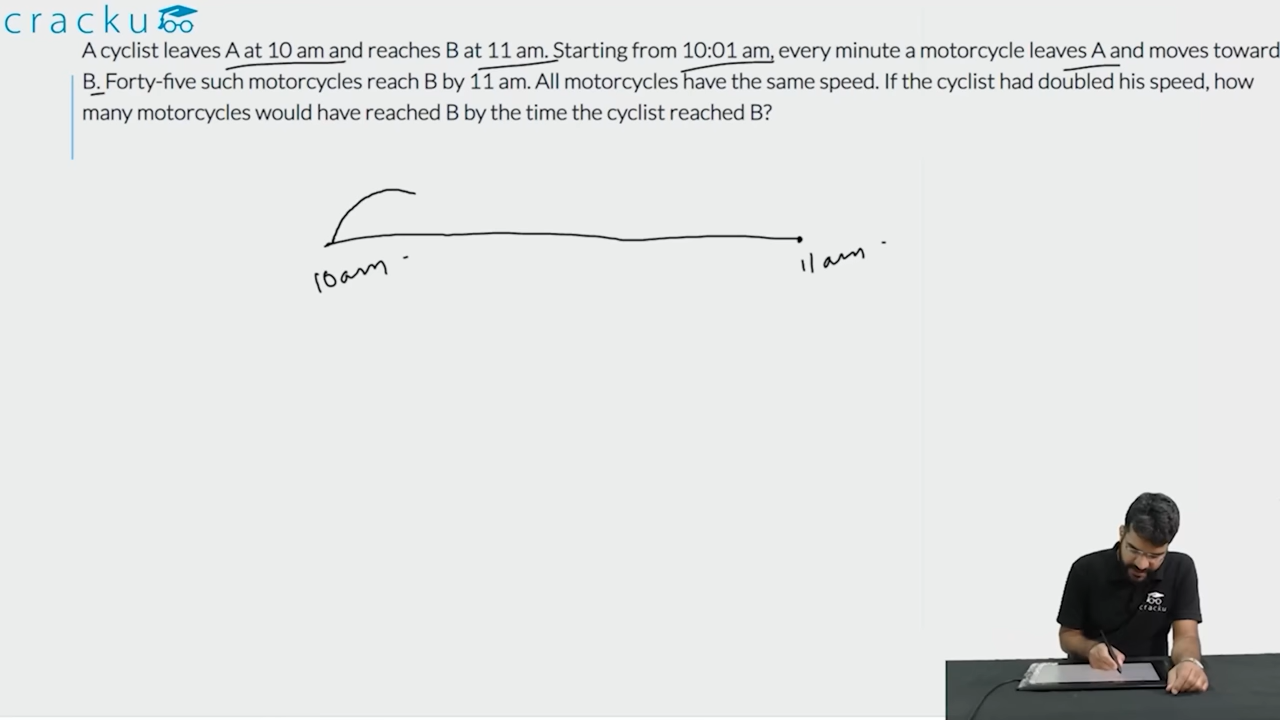 cracku
A cyclist leaves A at 10 am and reaches B at 11 am. Starting from 10:01 am, every minute a motorcycle leaves A and moves toward
B. Forty-five such motorcycles reach B by 11 am. All motorcycles have the same speed. If the cyclist had doubled his speed, how
many motorcycles would have reached B by the time the cyclist reached B?
10am
11am
cracku